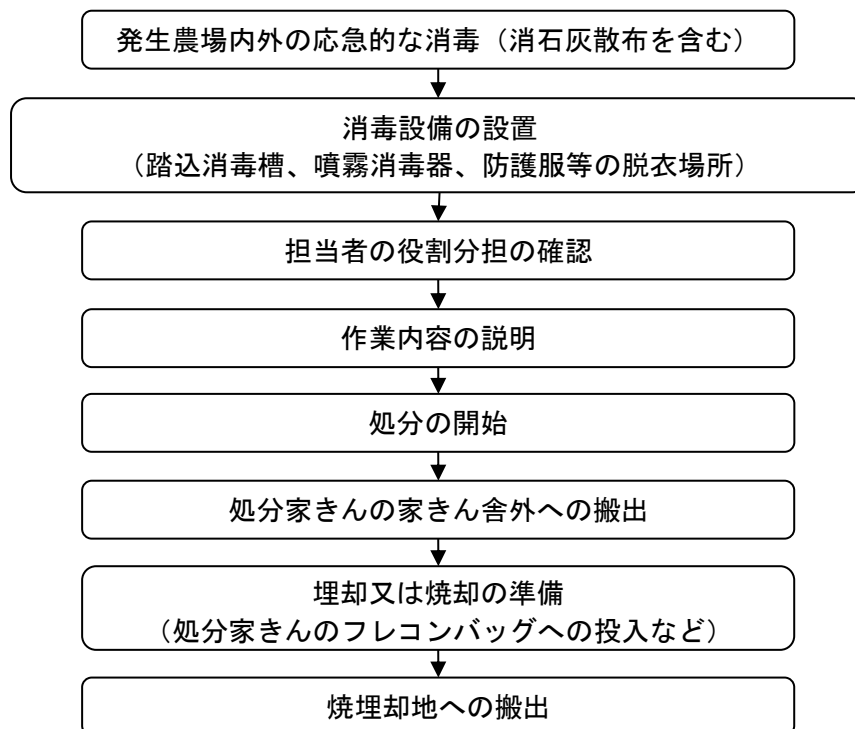 発生農場内外の応急的な消毒（消石灰散布を含む）
消毒設備の設置
（踏込消毒槽、噴霧消毒器、防護服等の脱衣場所）
担当者の役割分担の確認
作業内容の説明
処分の開始
処分家きんの家きん舎外への搬出
埋却又は焼却の準備
（処分家きんのフレコンバッグへの投入など）
焼埋却地への搬出